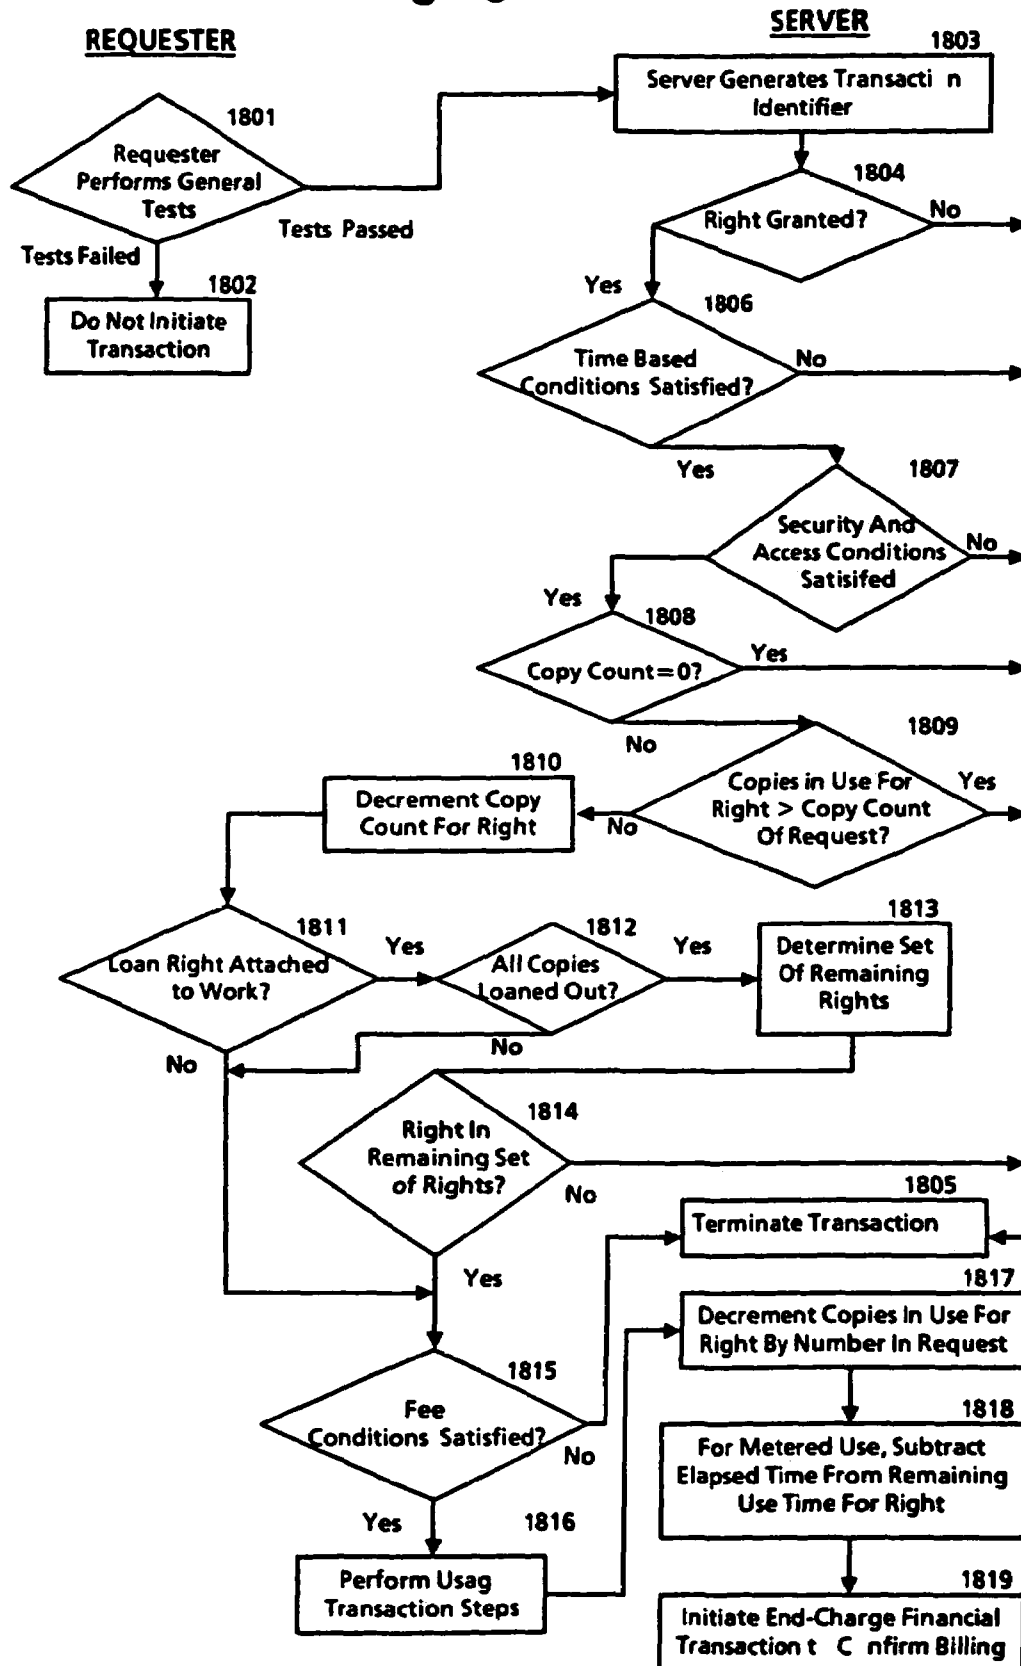 REQUESTER
SERVER
1803
Server Generates Transacti n
Identifier
1801
Requester
Performs General
Tests
Tests Passed
Tests Failed
1802
Do Not Initiate
Transaction
1804
Right Granted?
No
Yes
1806
Time Based
Conditions Satisfied?
No
Yes
1807
Security And
Access Conditions
Satisifed
No
Yes
1808
Copy Count=0?
Yes
No
1809
Copies in Use For
Right > Copy Count
Of Request?
Yes
No
1810
Decrement Copy
Count For Right
1811
Loan Right Attached
to Work?
Yes
No
1812
All Copies
Loaned Out?
Yes
No
1813
Determine Set
Of Remaining
Rights
1814
Right In
Remaining Set
of Rights?
No
Yes
1805
Terminate Transaction
1817
Decrement Copies In Use For
Right By Number In Request
1815
Fee
Conditions Satisfied?
No
Yes
1818
For Metered Use, Subtract
Elapsed Time From Remaining
Use Time For Right
1816
Perform Usag
Transaction Steps
1819
Initiate End-Charge Financial
Transaction t C nfirm Billing